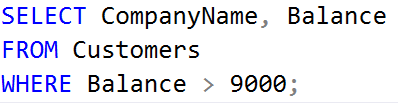 SELECT CompanyName, Balance
FROM Customers
WHERE Balance > 9000;